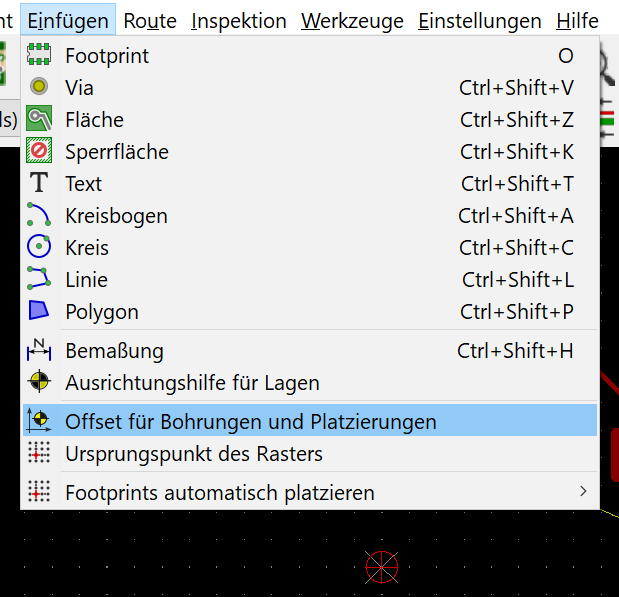 nt Einfügen Route Inspektion Werkzeuge Einstellungen Hilfe
Footprint O
Via Ctrl+Shift+V
ls) Fläche Ctrl+Shift+Z
Sperrfläche Ctrl+Shift+K
T Text Ctrl+Shift+T
Kreisbogen Ctrl+Shift+A
Kreis Ctrl+Shift+C
Linie Ctrl+Shift+L
Polygon Ctrl+Shift+P
N Bemaßung Ctrl+Shift+H
Ausrichtungshilfe für Lagen
Offset für Bohrungen und Platzierungen
Ursprungspunkt des Rasters
Footprints automatisch platzieren